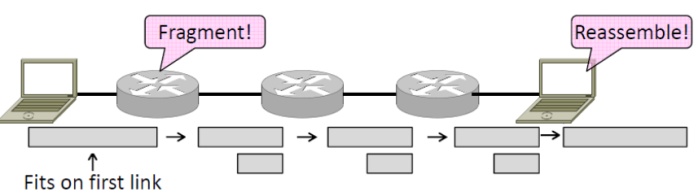 Fragment!
Reassemble!
Fits on first link